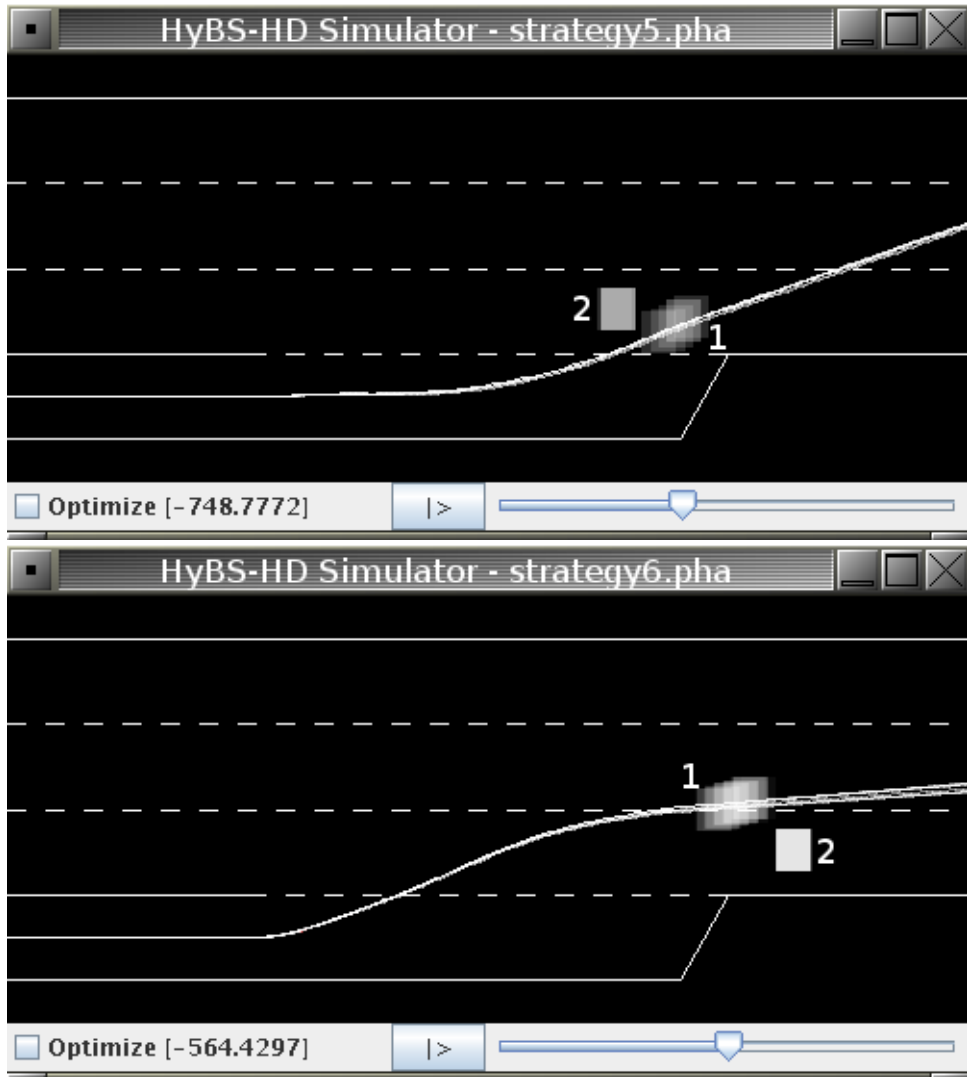 HyBS-HD Simulator - strategy5.pha
2
1
Optimize [-748.7772] |>
HyBS-HD Simulator - strategy6.pha
1
2
Optimize [-564.4297] |>